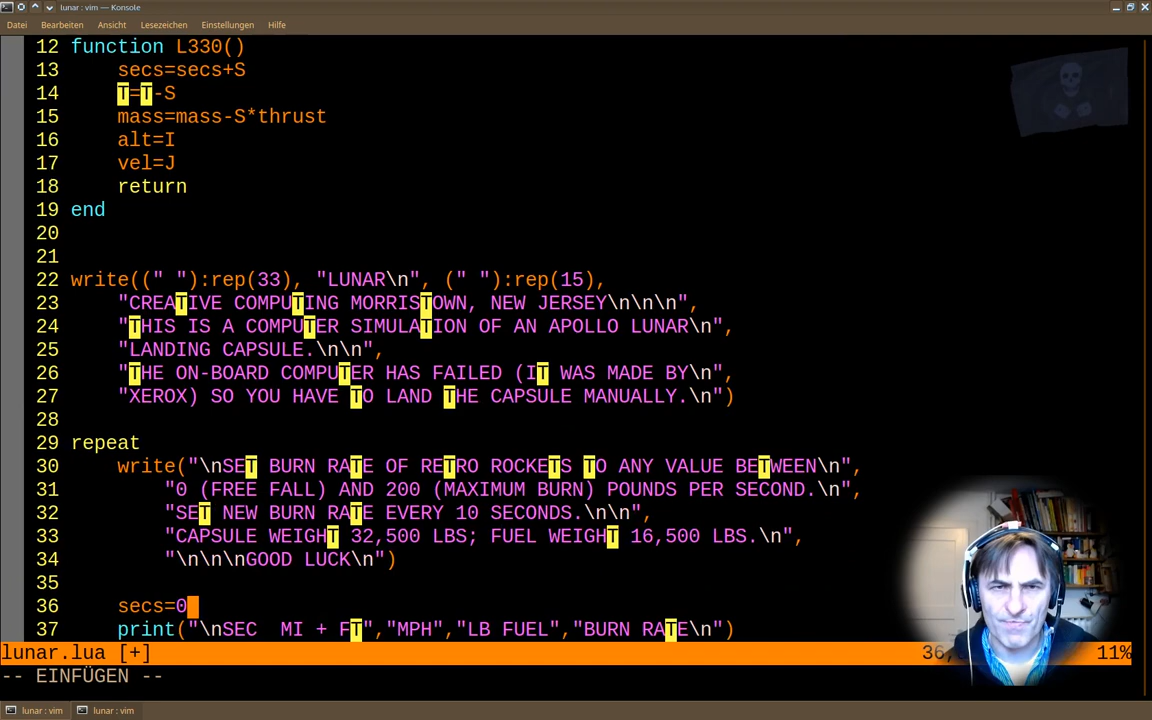 lunar : vim — Konsole
Datei Bearbeiten Ansicht Lesezeichen Einstellungen Hilfe
12 function L330()
13 secs=secs+S
14 T=T-S
15 mass=mass-S*thrust
16 alt=I
17 vel=J
18 return
19 end
20
21
22 write((" "):rep(33), "LUNAR\n", (" "):rep(15),
23 "CREATIVE COMPUTING MORRISTOWN, NEW JERSEY\n\n\n",
24 "THIS IS A COMPUTER SIMULATION OF AN APOLLO LUNAR\n",
25 "LANDING CAPSULE.\n\n",
26 "THE ON-BOARD COMPUTER HAS FAILED (IT WAS MADE BY\n",
27 "XEROX) SO YOU HAVE TO LAND THE CAPSULE MANUALLY.\n")
28
29 repeat
30 write("\nSET BURN RATE OF RETRO ROCKETS TO ANY VALUE BETWEEN\n",
31 "0 (FREE FALL) AND 200 (MAXIMUM BURN) POUNDS PER SECOND.\n",
32 "SET NEW BURN RATE EVERY 10 SECONDS.\n\n",
33 "CAPSULE WEIGHT 32,500 LBS; FUEL WEIGHT 16,500 LBS.\n",
34 "\n\n\nGOOD LUCK\n")
35
36 secs=0
37 print("\nSEC  MI + FT","MPH","LB FUEL","BURN RATE\n")
lunar.lua [+] 36, 11%
-- EINFÜGEN --
lunar : vim lunar : vim